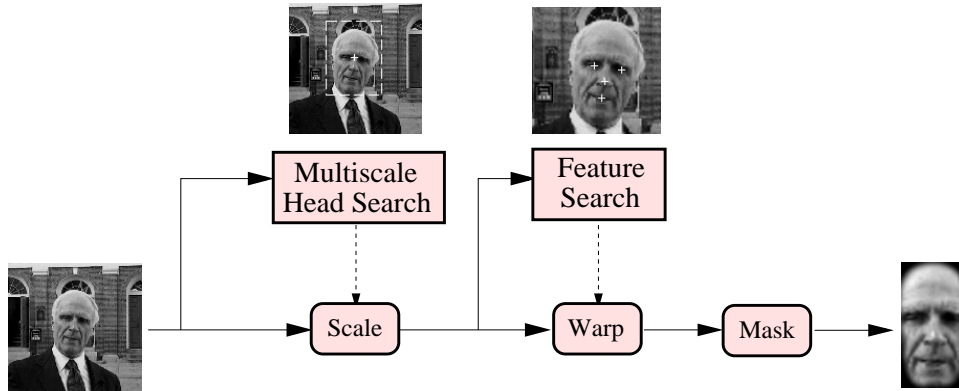 Multiscale
Head Search
Feature
Search
Scale
Warp
Mask